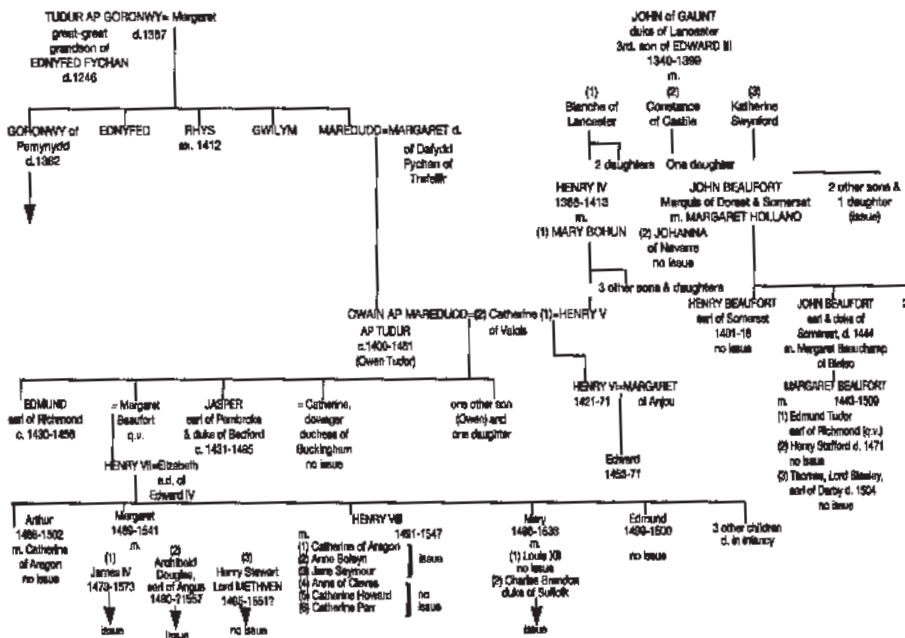 TUDUR AP GORONWY= Margaret
great-great d.1367
grandson of
EDNYFED FYCHAN
d.1246
JOHN of GAUNT
duke of Lancaster
3rd. son of EDWARD III
1340-1399
m.
(1) (2) (3)
Blanche of Constance Katherine
Lancaster of Castile Swynford
GORONWY of EDNYFED RHYS GWILYM MAREDUDD=MARGARET d.
Penmynydd ex. 1412 of Dafydd
d.1382 Fychan of
Trefeilir
2 daughters One daughter
HENRY IV JOHN BEAUFORT 2 other sons &
1366-1413 Marquis of Dorset & Somerset 1 daughter
m. m. MARGARET HOLLAND (issue)
(1) MARY BOHUN (2) JOHANNA
of Navarre
no issue
3 other sons & daughters
HENRY BEAUFORT JOHN BEAUFORT
earl of Somerset earl & duke of
1401-18 Somerset, d. 1444
no issue m. Margaret Beauchamp
of Bletso
OWAIN AP MAREDUDD=(2) Catherine (1)=HENRY V
AP TUDUR of Valois
c.1400-1461
(Owen Tudor)
EDMUND = Margaret JASPER = Catherine, one other son
earl of Richmond Beaufort earl of Pembroke dowager (Owen) and
c. 1430-1456 q.v. & duke of Bedford duchess of one daughter
c. 1431-1495 Buckingham
no issue
HENRY VI=MARGARET
1421-71 of Anjou
Edward
1453-71
MARGARET BEAUFORT
m. 1443-1509
(1) Edmund Tudor
earl of Richmond (q.v.)
(2) Henry Stafford d. 1471
no issue
(3) Thomas, Lord Stanley,
earl of Derby d. 1504
no issue
HENRY VII=Elizabeth
e.d. of
Edward IV
Arthur Margaret HENRY VIII Mary Edmund 3 other children
1486-1502 1489-1541 m. 1491-1547 1496-1533 1499-1500 d. in infancy
m. Catherine m. m. no issue
of Aragon
no issue
(1) (2) (3)
James IV Archibald Henry Stewart
1473-1573 Douglas, Lord METHVEN
earl of Angus 1495-1551?
1490-?1557
issue issue no issue
(1) Catherine of Aragon
(2) Anne Boleyn issue
(3) Jane Seymour
(4) Anne of Cleves
(5) Catherine Howard no
(6) Catherine Parr issue
(1) Louis XII
no issue
(2) Charles Brandon
duke of Suffolk
issue